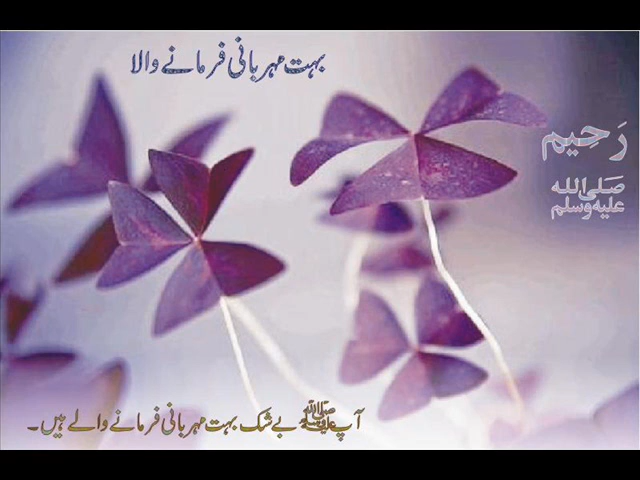 بہت مہربانی فرمانے والا
رَحِیم
صَلی اللہ
علیہ وسلم
آپ ﷺ بے شک بہت مہربانی فرمانے والے ہیں۔